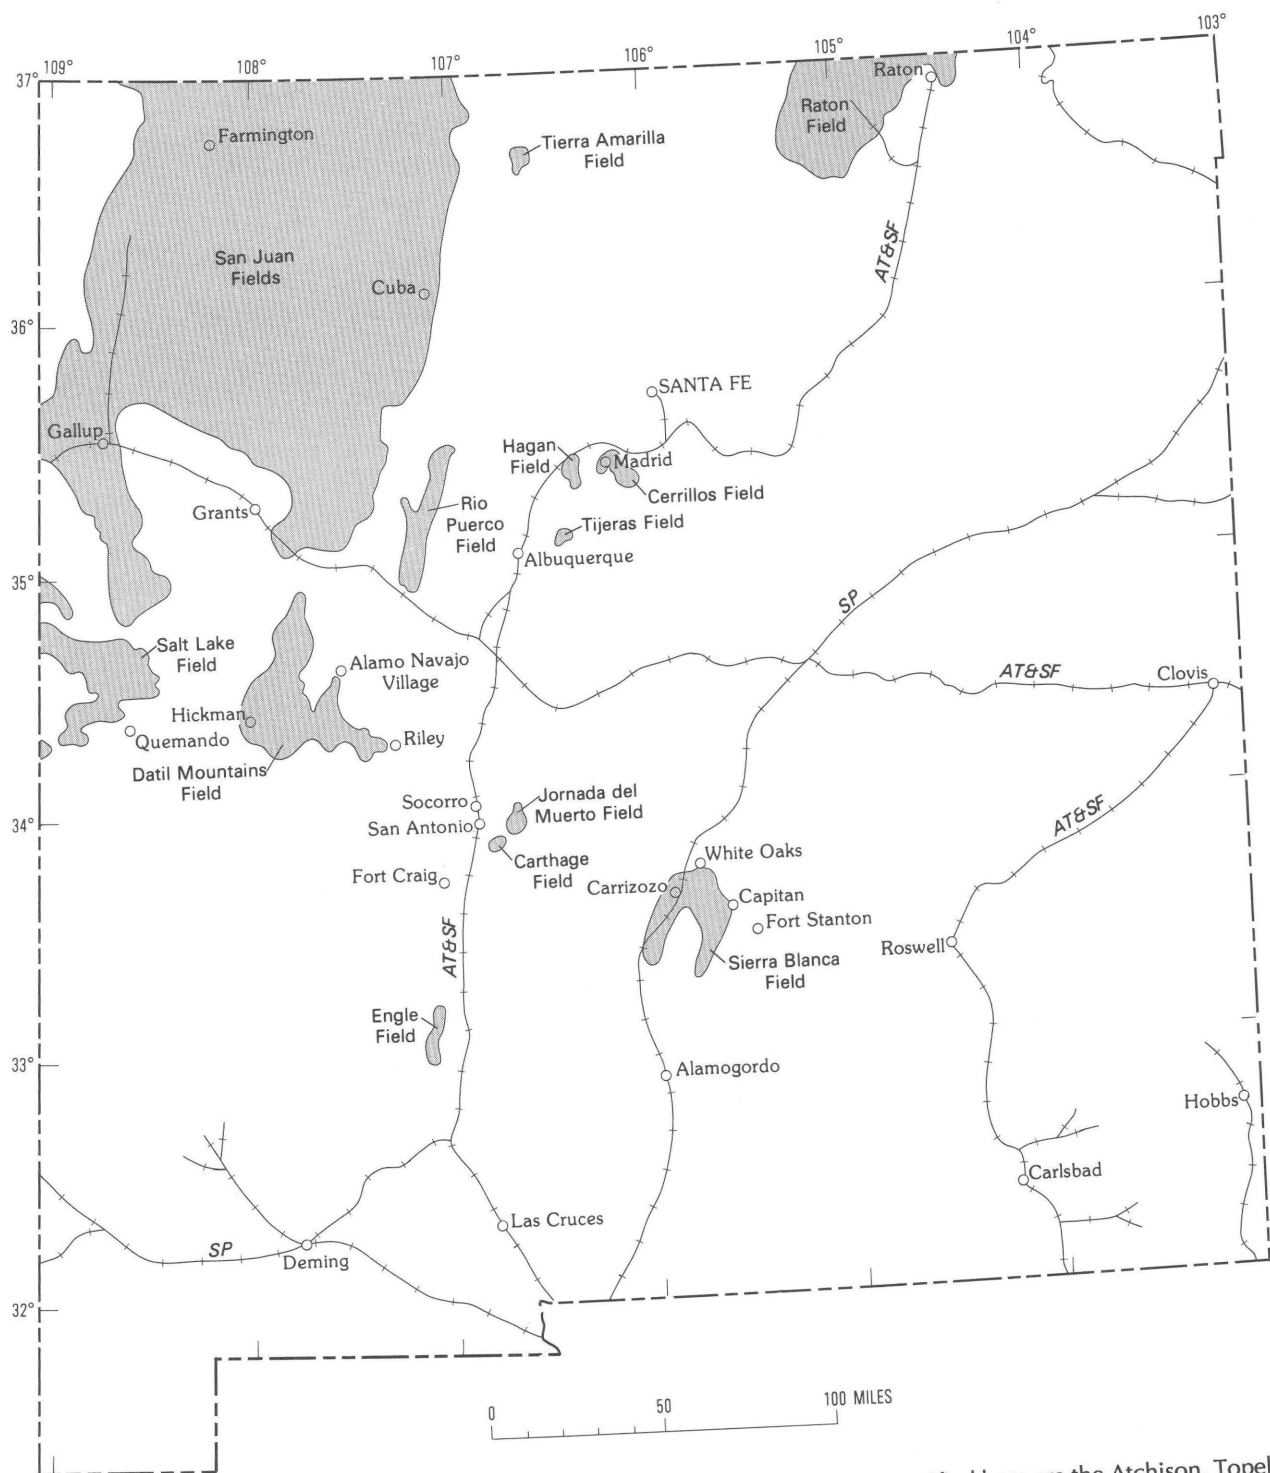 109°
108°
107°
106°
105°
104°
103°
37°
Raton
Raton
Field
Farmington
Tierra Amarilla
Field
San Juan
Fields
AT&SF
Cuba
36°
SANTA FE
Gallup
Hagan
Field
Madrid
Cerrillos Field
Grants
Rio
Puerco
Field
Tijeras Field
Albuquerque
35°
SP
Salt Lake
Field
Alamo Navajo
Village
AT&SF
Clovis
Hickman
Quemando
Riley
Datil Mountains
Field
Socorro
Jornada del
Muerto Field
San Antonio
34°
AT&SF
White Oaks
Carthage
Field
Fort Craig
Carrizozo
Capitan
Fort Stanton
AT&SF
Roswell
Sierra Blanca
Field
Engle
Field
33°
Alamogordo
Hobbs
Carlsbad
Las Cruces
SP
Deming
32°
0
50
100 MILES
the Atchison, Topel